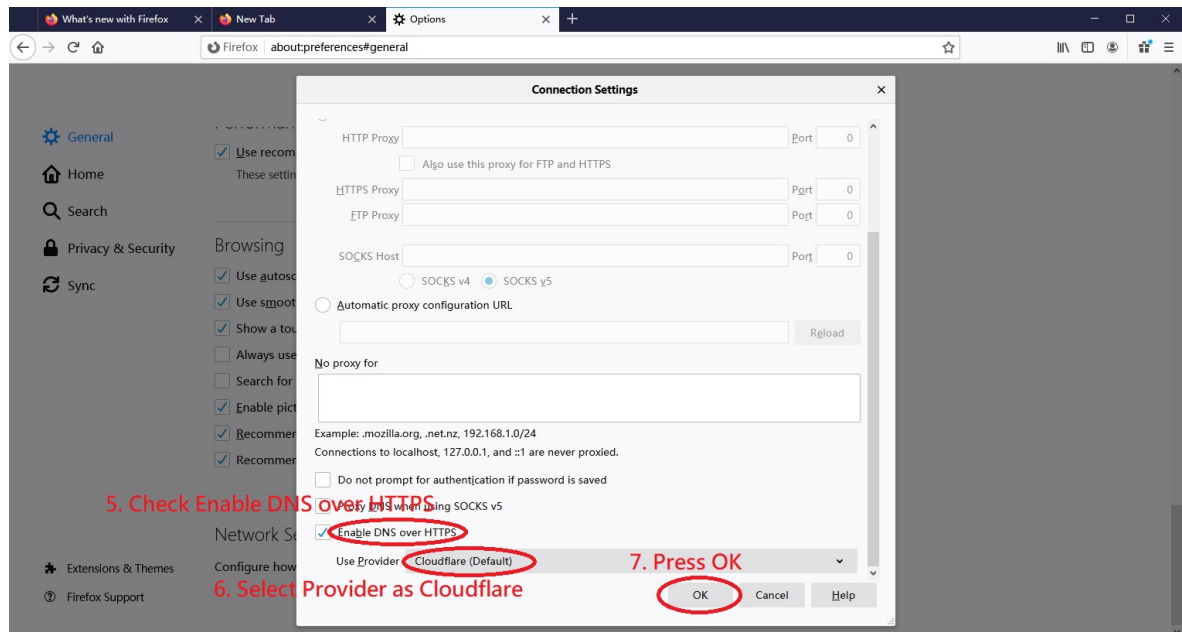 What's new with Firefox
New Tab
Options
Firefox about:preferences#general
Connection Settings
General
Home
Search
Privacy & Security
Sync
Extensions & Themes
Firefox Support
Use recom
These settin
Browsing
Use autosc
Use smoot
Show a tou
Always use
Search for
Enable pict
Recommen
Recommen
Network Se
Configure how
HTTP Proxy
Port 0
Also use this proxy for FTP and HTTPS
HTTPS Proxy
Port 0
FTP Proxy
Port 0
SOCKS Host
Port 0
SOCKS v4 SOCKS v5
Automatic proxy configuration URL
Reload
No proxy for
Example: .mozilla.org, .net.nz, 192.168.1.0/24
Connections to localhost, 127.0.0.1, and ::1 are never proxied.
Do not prompt for authentication if password is saved
5. Check Enable DNS over HTTPS
Proxy DNS when using SOCKS v5
Enable DNS over HTTPS
Use Provider Cloudflare (Default)
7. Press OK
6. Select Provider as Cloudflare
OK Cancel Help